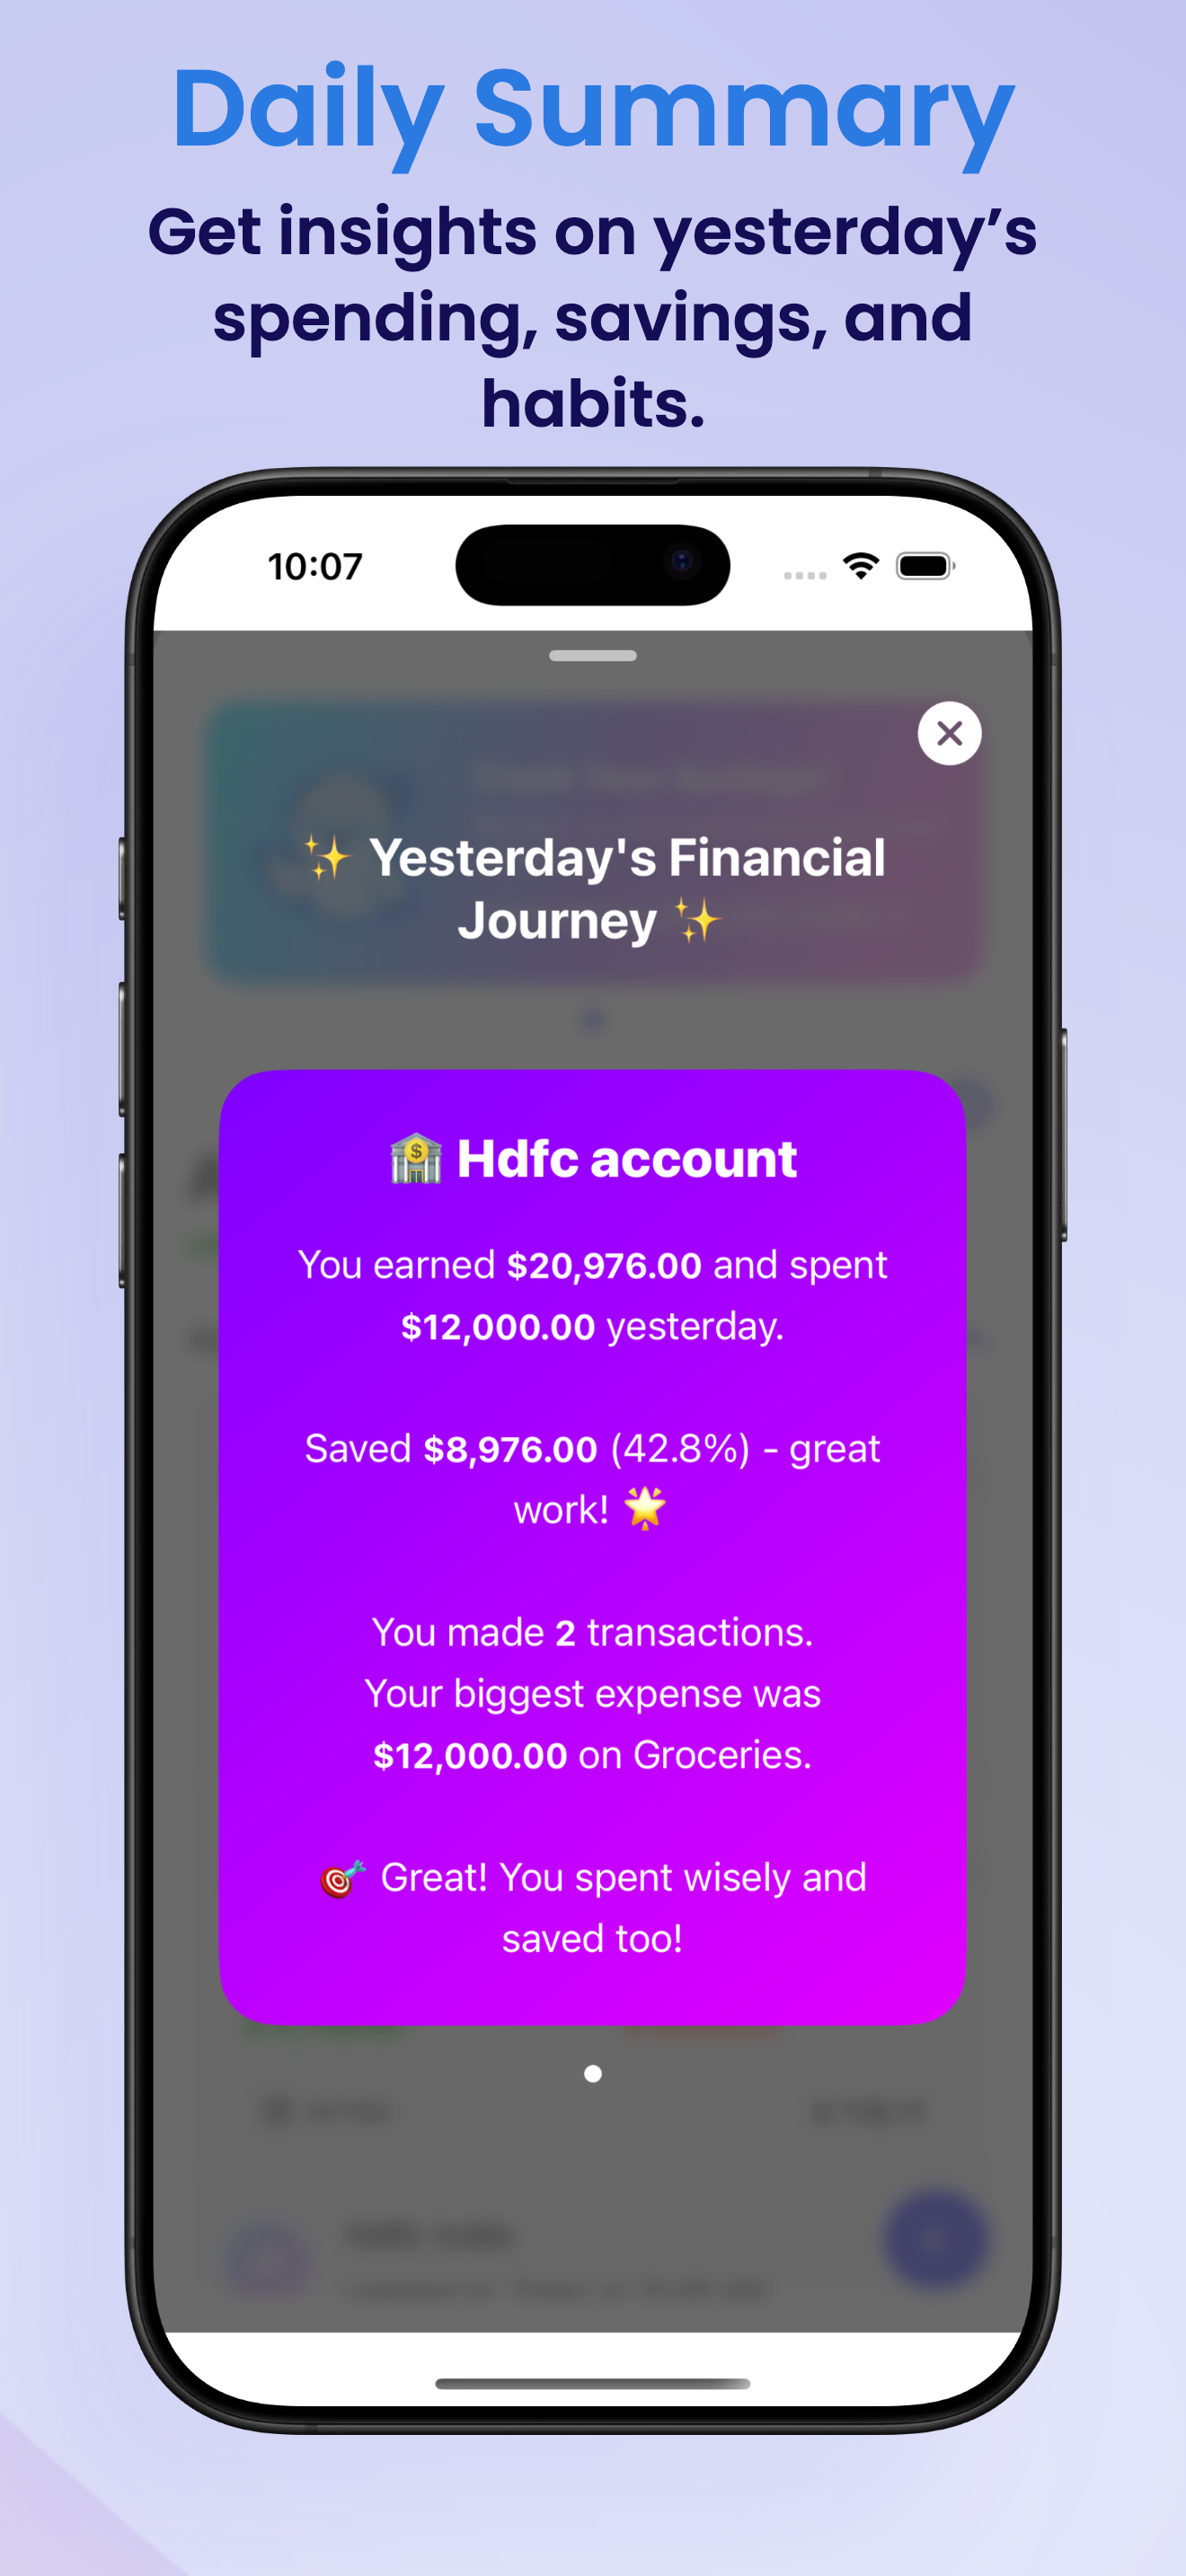 Daily Summary
Get insights on yesterday’s
spending, savings, and
habits.
10:07
✨ Yesterday's Financial
Journey ✨
Hdfc account
You earned $20,976.00 and spent
$12,000.00 yesterday.
Saved $8,976.00 (42.8%) - great
work! 🌟
You made 2 transactions.
Your biggest expense was
$12,000.00 on Groceries.
🎯 Great! You spent wisely and
saved too!